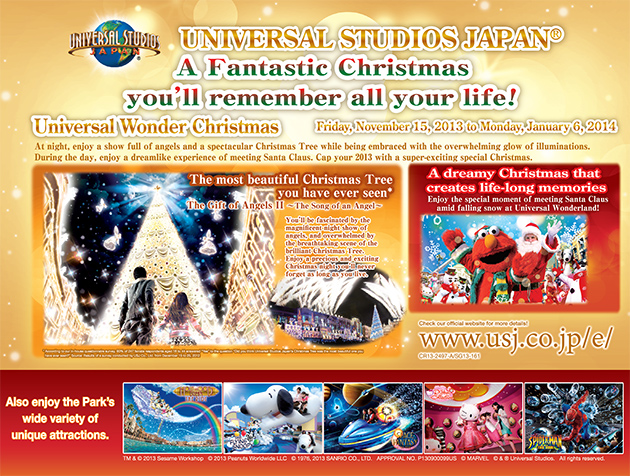 UNIVERSAL STUDIOS
JAPAN®
UNIVERSAL STUDIOS JAPAN®
A Fantastic Christmas
you'll remember all your life!
Universal Wonder Christmas
Friday, November 15, 2013 to Monday, January 6, 2014
At night, enjoy a show full of angels and a spectacular Christmas Tree while being embraced with the overwhelming glow of illuminations.
During the day, enjoy a dreamlike experience of meeting Santa Claus. Cap your 2013 with a super-exciting special Christmas.
The most beautiful Christmas Tree
you have ever seen*
The Gift of Angels II ~The Song of an Angel~
You'll be fascinated by the
magnificent night show of
angels, and overwhelmed by
the breathtaking scene of the
brilliant Christmas Tree.
Enjoy a precious and exciting
Christmas night you'll never
forget as long as you live.
A dreamy Christmas that
creates life-long memories
Enjoy the special moment of meeting Santa Claus
amid falling snow at Universal Wonderland!
Check our official website for more details!
www.usj.co.jp/e/
CR13-2497-A/SG13-161
Also enjoy the Park's
wide variety of
unique attractions.
FANTASY
SPIDER-MAN
TM & © 2013 Sesame Workshop © 2013 Peanuts Worldwide LLC © 1976, 2013 SANRIO CO., LTD. APPROVAL NO. P130900099US © MARVEL © & ® Universal Studios. All rights reserved.